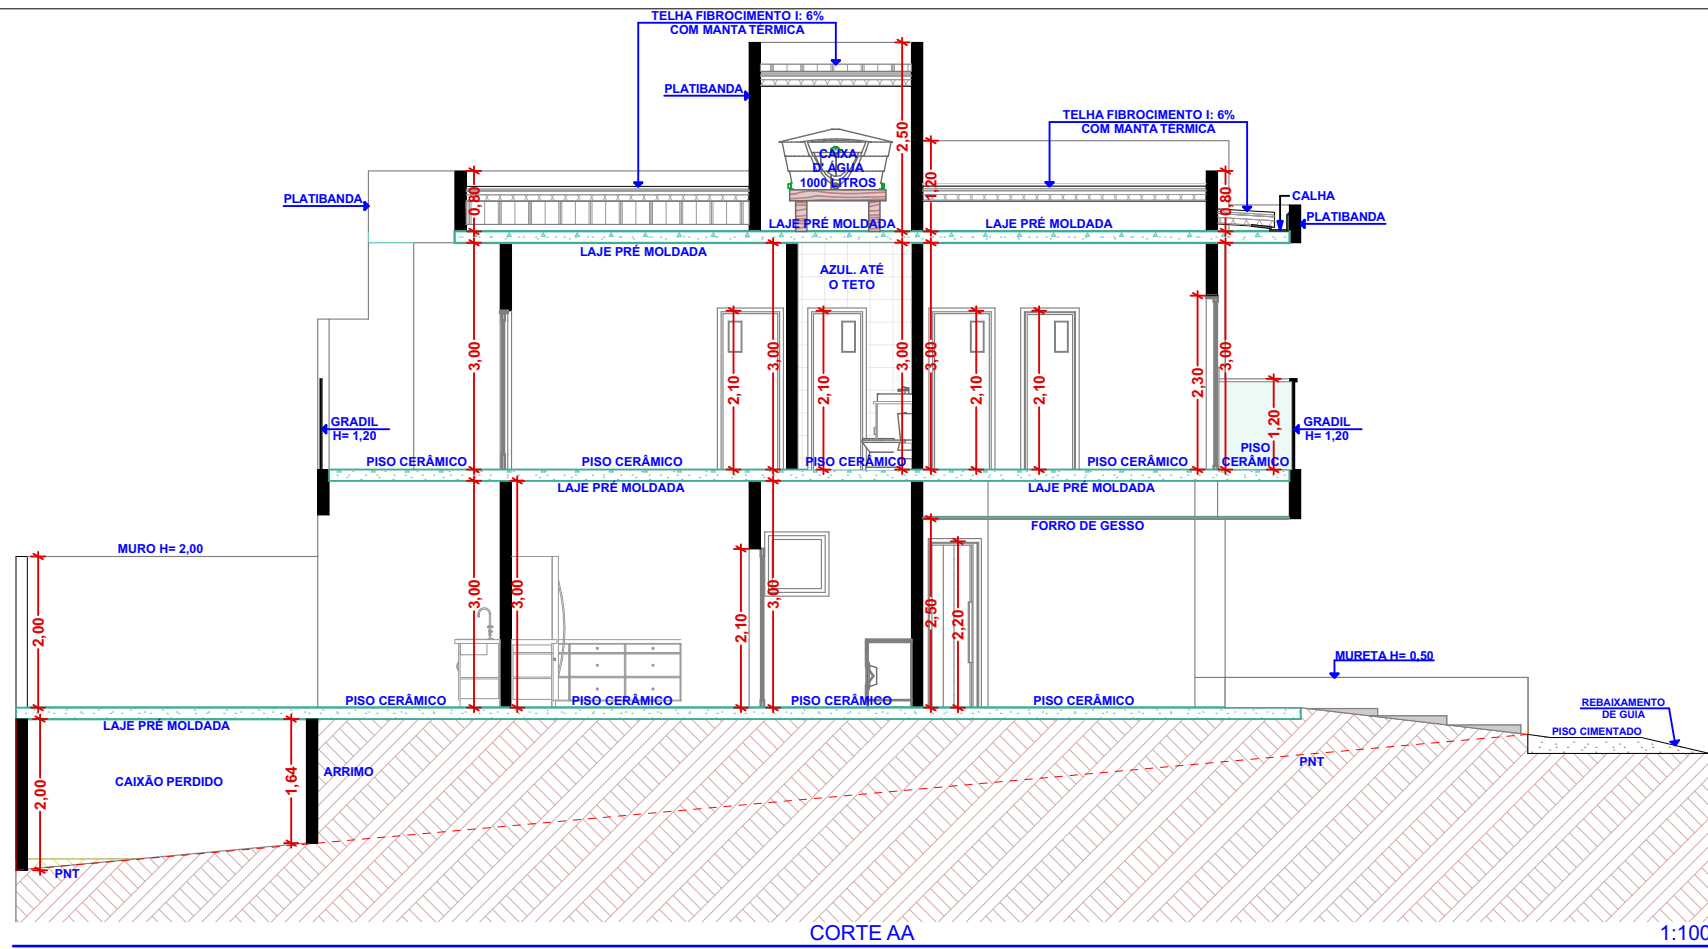 TELHA FIBROCIMENTO I: 6%
COM MANTA TÉRMICA
PLATIBANDA
2,50
TELHA FIBROCIMENTO I: 6%
COM MANTA TÉRMICA
CAIXA
D' ÁGUA
1000 LITROS
PLATIBANDA
0,80
1,20
0,80
CALHA
PLATIBANDA
LAJE PRÉ MOLDADA
LAJE PRÉ MOLDADA
LAJE PRÉ MOLDADA
AZUL. ATÉ
O TETO
3,00
2,10
3,00
2,10
3,00
3,00
2,10
2,10
2,30
3,00
1,20
GRADIL
H= 1,20
GRADIL
H= 1,20
PISO CERÂMICO
PISO CERÂMICO
PISO CERÂMICO
PISO CERÂMICO
PISO
CERÂMICO
LAJE PRÉ MOLDADA
LAJE PRÉ MOLDADA
FORRO DE GESSO
MURO H= 2,00
2,00
3,00
3,00
2,10
3,00
2,50
2,20
MURETA H= 0,50
PISO CERÂMICO
PISO CERÂMICO
PISO CERÂMICO
PISO CERÂMICO
REBAIXAMENTO
DE GUIA
PISO CIMENTADO
LAJE PRÉ MOLDADA
CAIXÃO PERDIDO
2,00
1,64
ARRIMO
PNT
PNT
CORTE AA
1:100